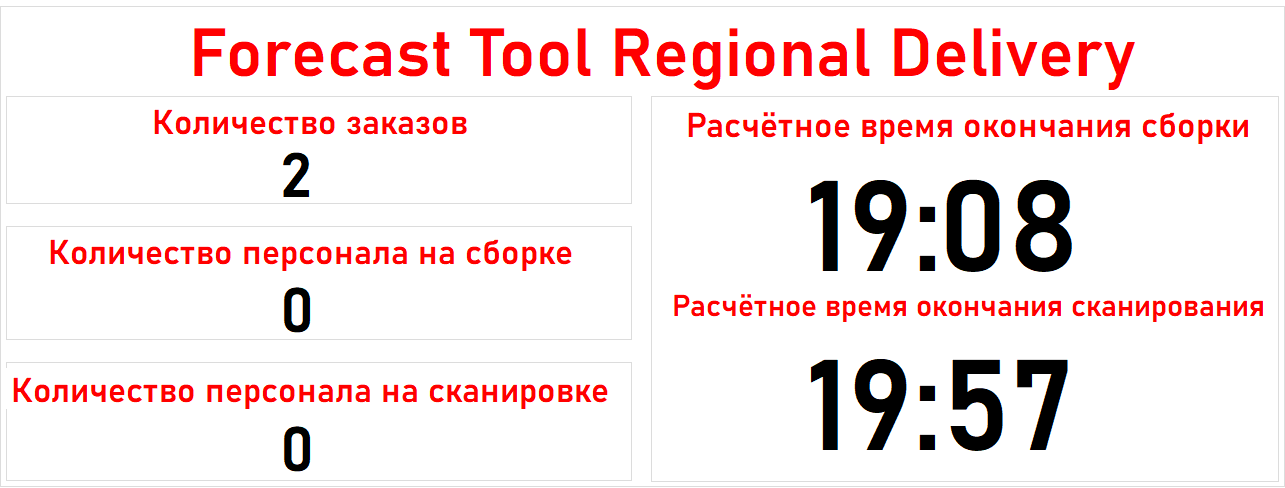 Forecast Tool Regional Delivery
Количество заказов
2
Количество персонала на сборке
0
Количество персонала на сканировке
0
Расчётное время окончания сборки
19:08
Расчётное время окончания сканирования
19:57